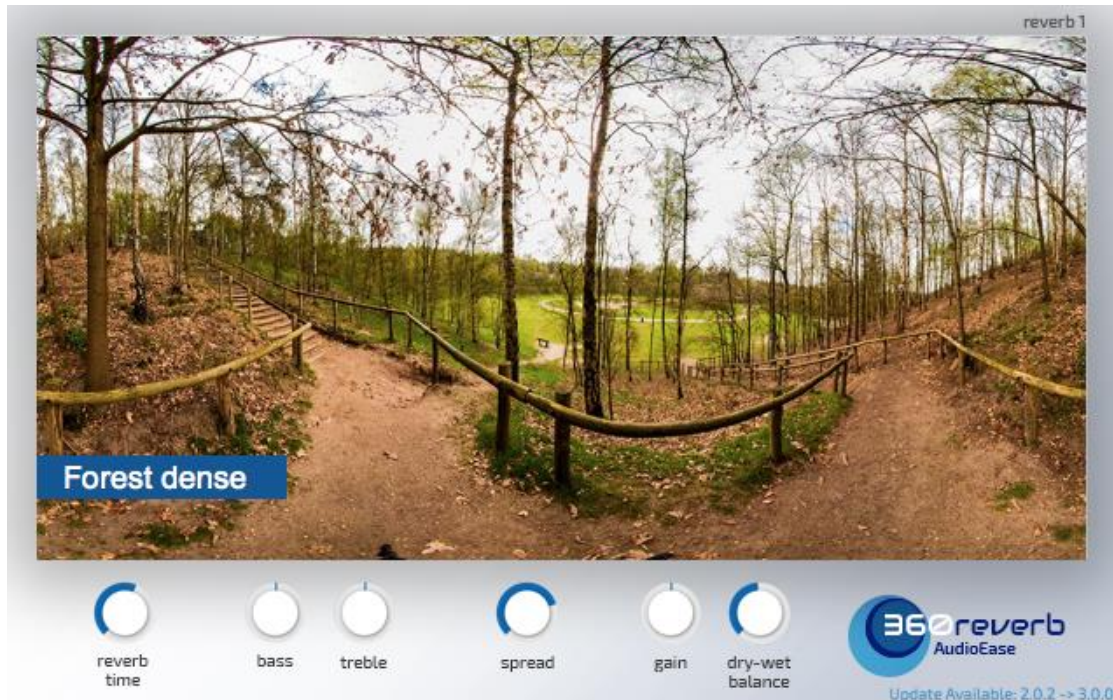 reverb 1
Forest dense
reverb
time
bass
treble
spread
gain
dry-wet
balance
360reverb
AudioEase
Update Available: 2.0.2 -> 3.0.0